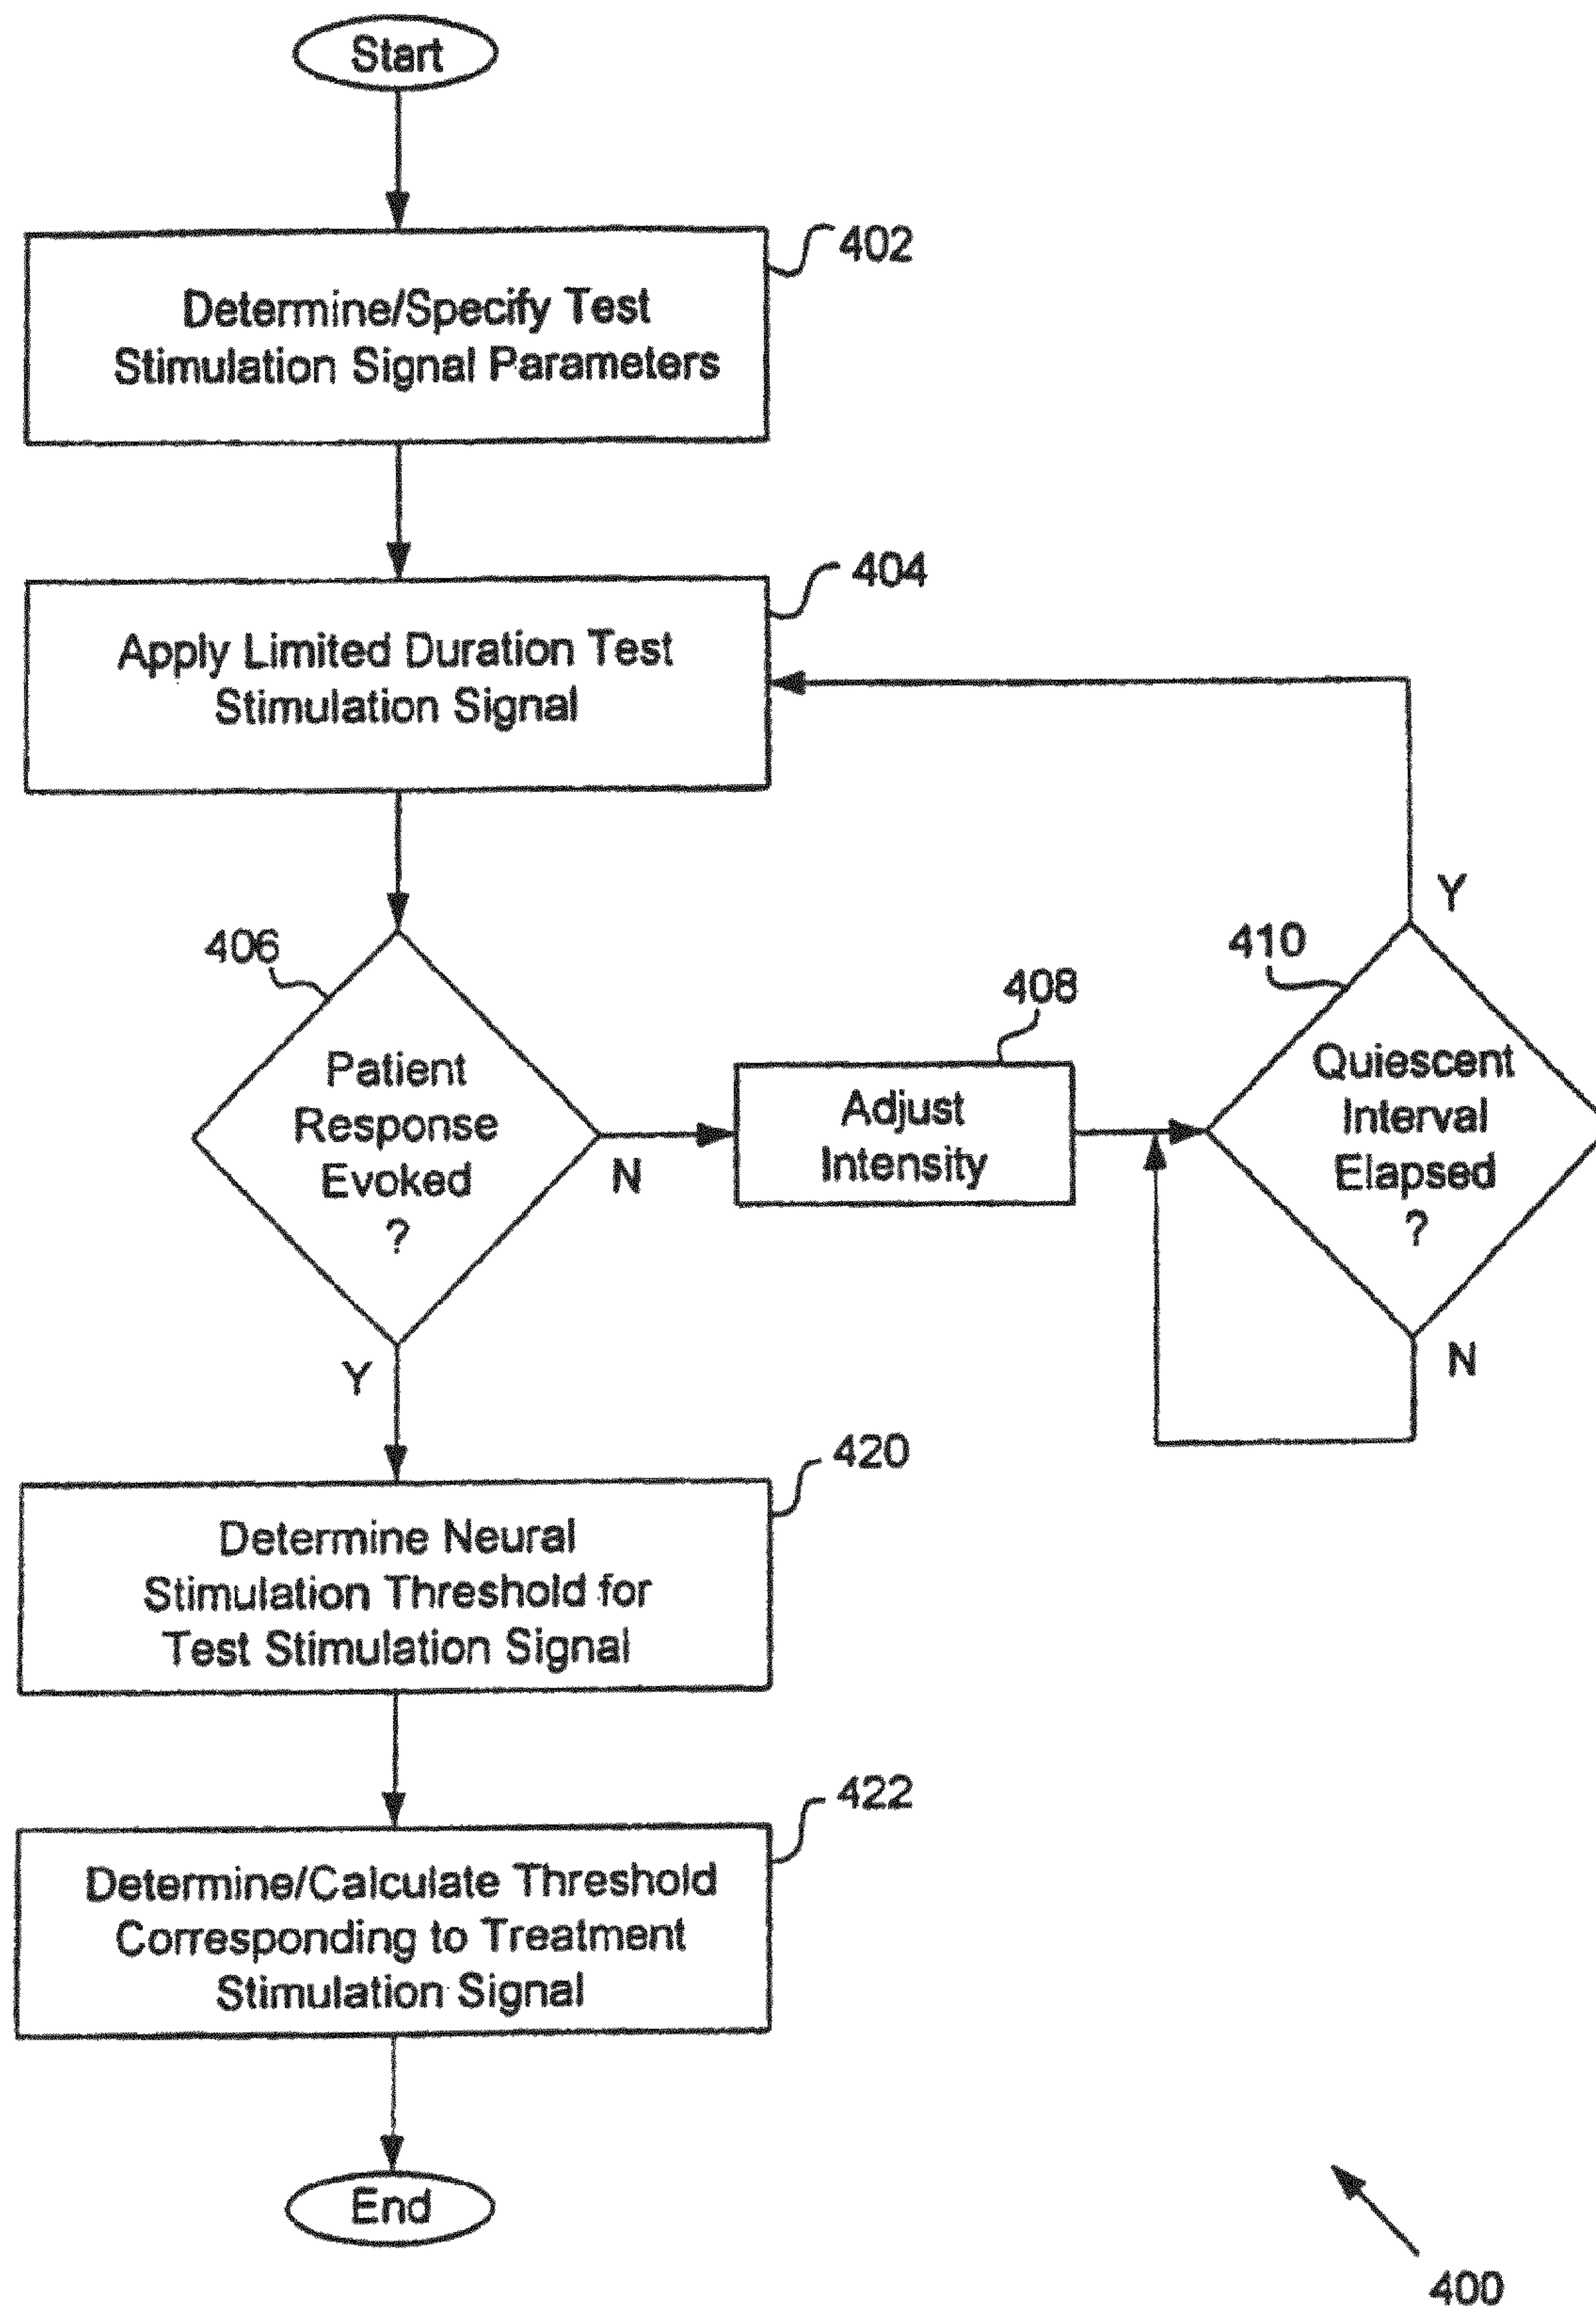 Start
402
Determine/Specify Test
Stimulation Signal Parameters
404
Apply Limited Duration Test
Stimulation Signal
406
Patient
Response
Evoked
?
N
Y
408
Adjust
Intensity
410
Y
Quiescent
Interval
Elapsed
?
N
420
Determine Neural
Stimulation Threshold for
Test Stimulation Signal
422
Determine/Calculate Threshold
Corresponding to Treatment
Stimulation Signal
End
400